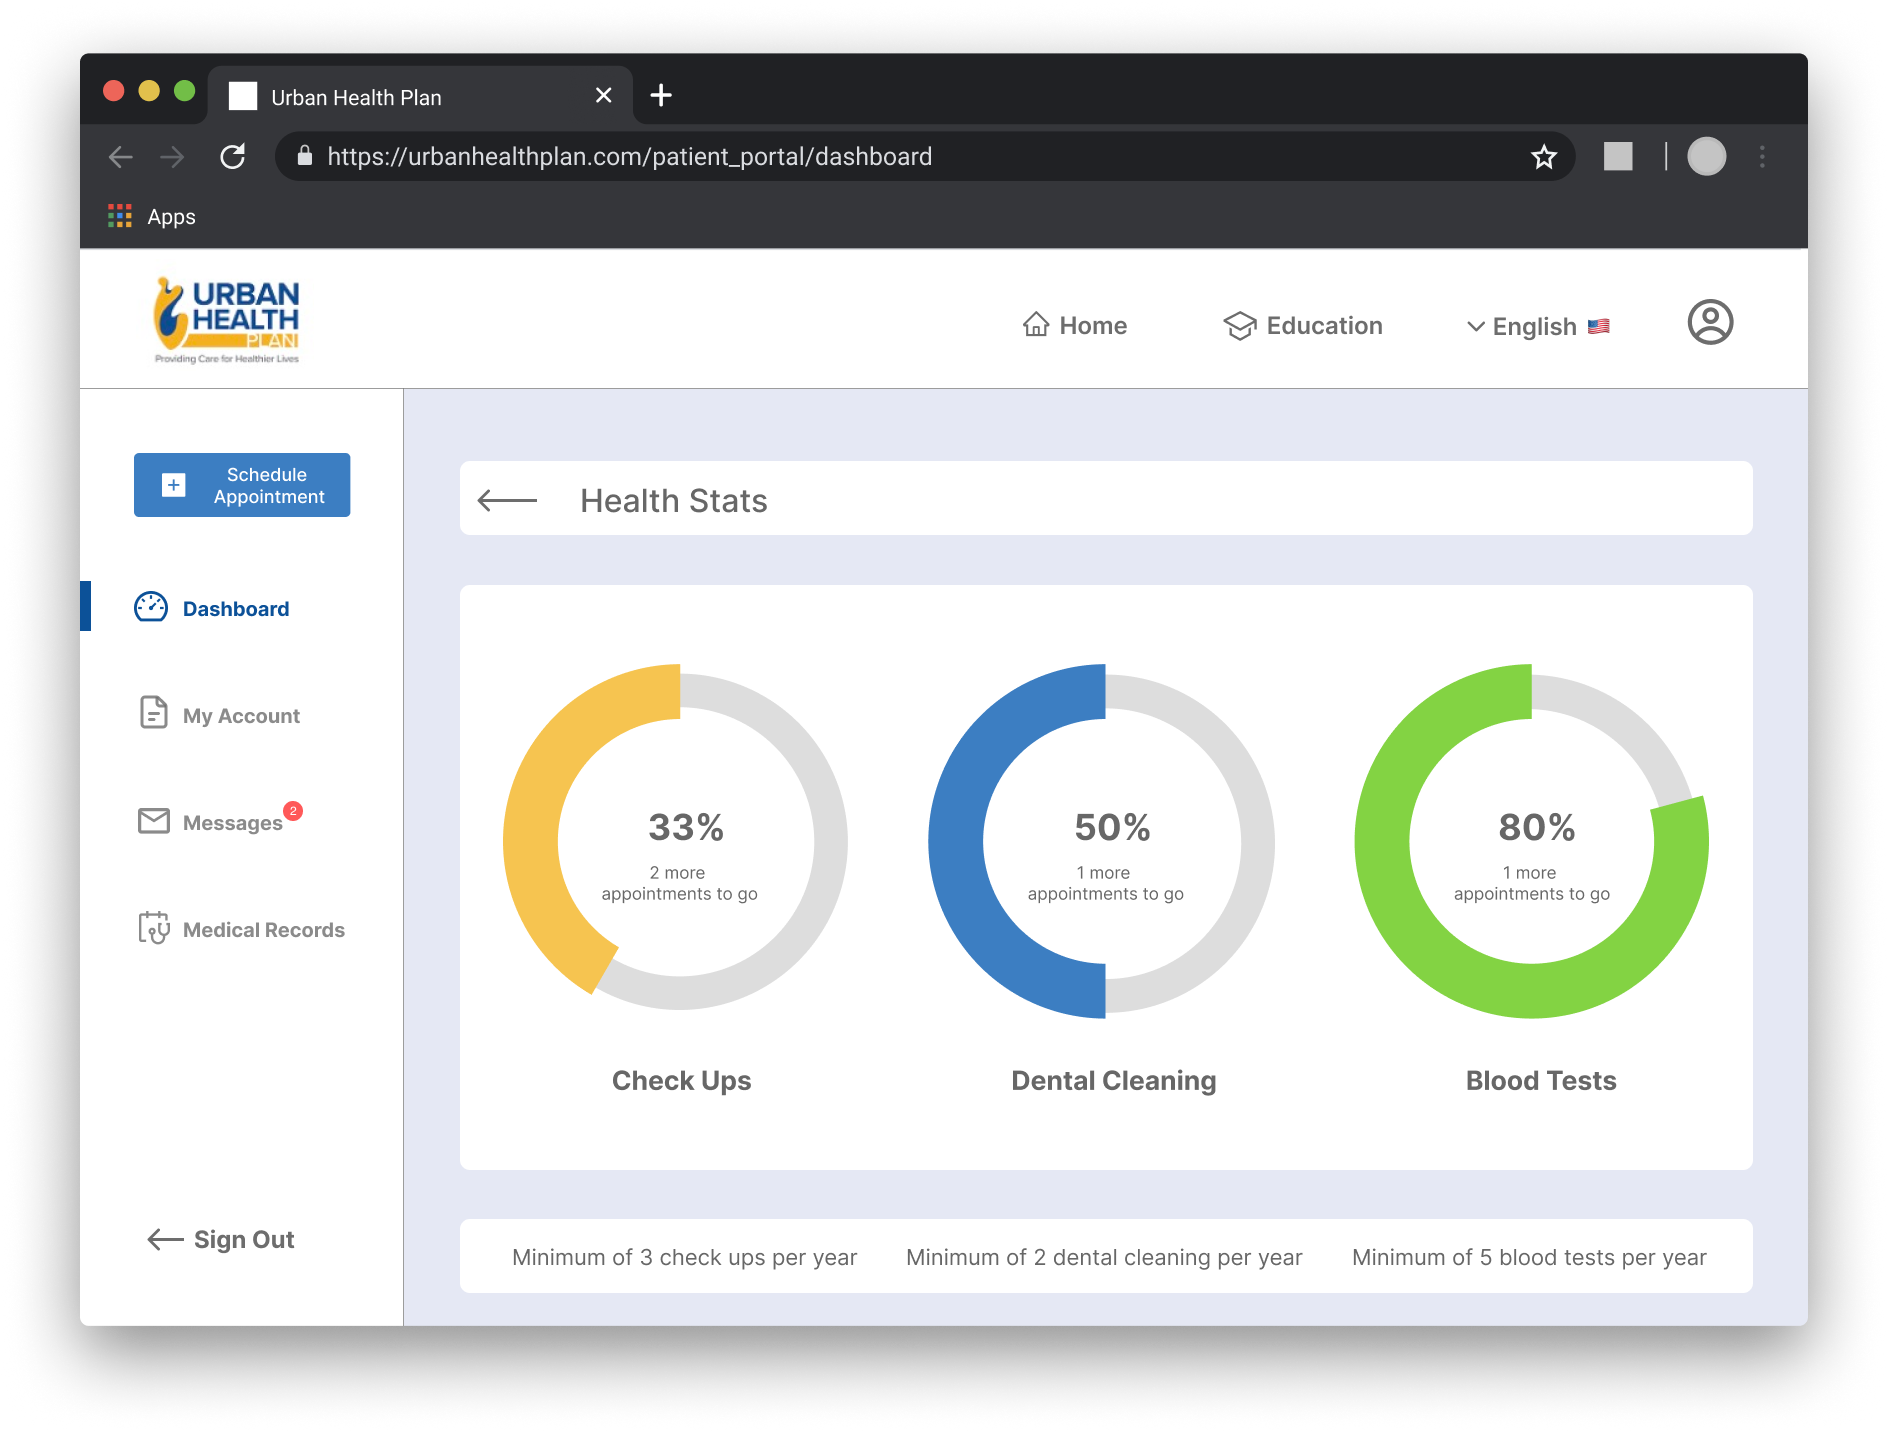 Urban Health Plan
https://urbanhealthplan.com/patient_portal/dashboard
Apps
URBAN
HEALTH
PLAN
Providing Care for Healthier Lives
Home
Education
English
Schedule
Appointment
Dashboard
My Account
Messages 2
Medical Records
Sign Out
Health Stats
33%
2 more
appointments to go
Check Ups
50%
1 more
appointments to go
Dental Cleaning
80%
1 more
appointments to go
Blood Tests
Minimum of 3 check ups per year
Minimum of 2 dental cleaning per year
Minimum of 5 blood tests per year